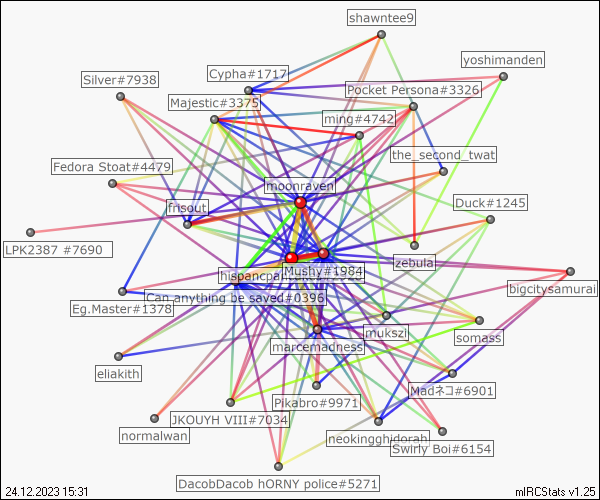 shawntee9
yoshimanden
Cypha#1717
Silver#7938
Pocket Persona#3326
Majestic#3375
ming#4742
the_second_twat
Fedora Stoat#4479
moonraven
Duck#1245
frisout
LPK2387 #7690
zebula
Mushy#1984
bigcitysamurai
Can anything be saved#0396
Eg.Master#1378
mukszi
somass
marcemadness
eliakith
Madネコ#6901
Pikabro#9971
JKOUYH VIII#7034
normalwan
neokingghidorah
Swirly Boi#6154
DacobDacob hORNY police#5271
24.12.2023 15:31
mIRCStats v1.25